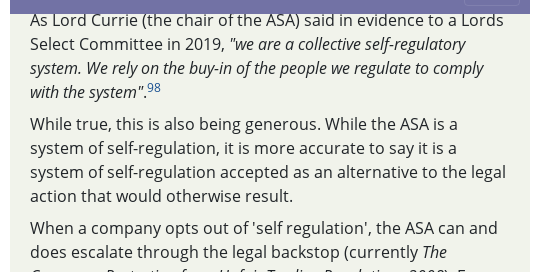 As Lord Currie (the chair of the ASA) said in evidence to a Lords
Select Committee in 2019, "we are a collective self-regulatory
system. We rely on the buy-in of the people we regulate to comply
with the system".98
While true, this is also being generous. While the ASA is a
system of self-regulation, it is more accurate to say it is a
system of self-regulation accepted as an alternative to the legal
action that would otherwise result.
When a company opts out of 'self regulation', the ASA can and
does escalate through the legal backstop (currently The